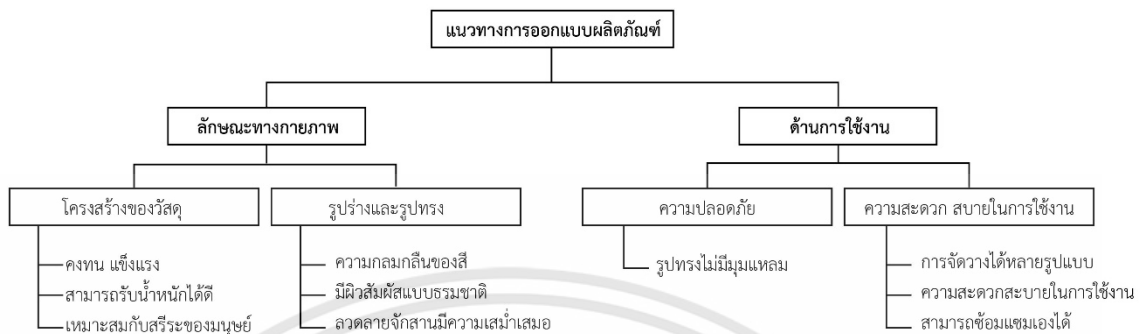 แนวทางการออกแบบผลิตภัณฑ์
ลักษณะทางกายภาพ
ด้านการใช้งาน
โครงสร้างของวัสดุ
รูปร่างและรูปทรง
ความปลอดภัย
ความสะดวก สบายในการใช้งาน
คงทน แข็งแรง
สามารถรับน้ำหนักได้ดี
เหมาะสมกับสรีระของมนุษย์
ความกลมกลืนของสี
มีผิวสัมผัสแบบธรรมชาติ
ลวดลายจักสานมีความเสม่ำเสมอ
รูปทรงไม่มีมุมแหลม
การจัดวางได้หลายรูปแบบ
ความสะดวกสะบายในการใช้งาน
สามารถซ้อมแซมเองได้